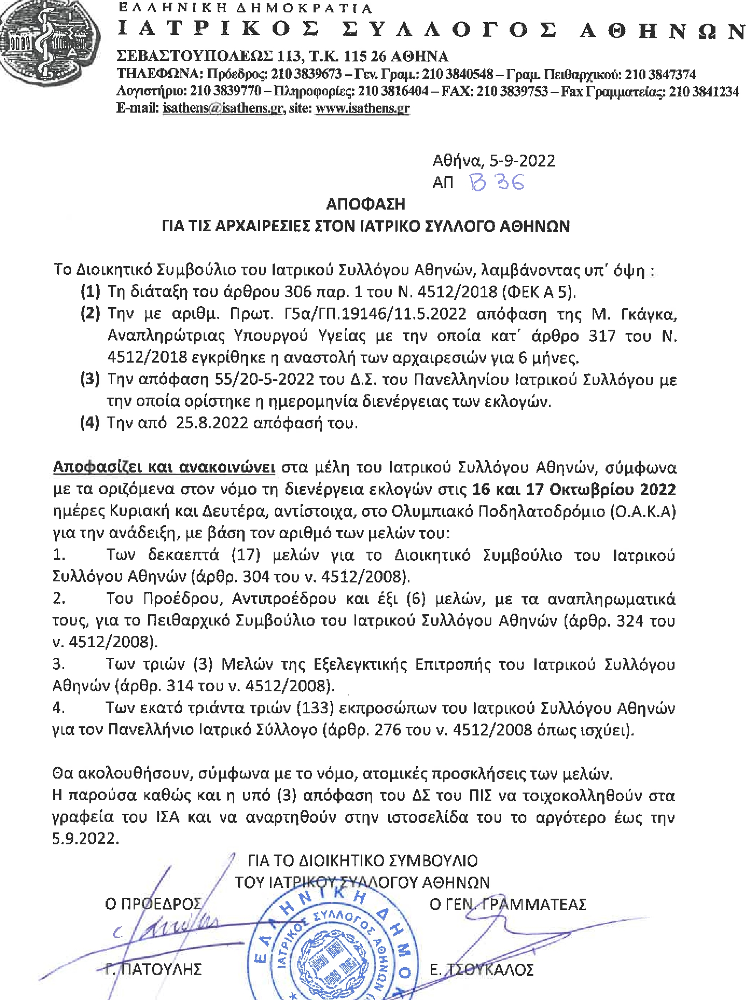 ΕΛΛΗΝΙΚΗ ΔΗΜΟΚΡΑΤΙΑ
ΙΑΤΡΙΚΟΣ ΣΥΛΛΟΓΟΣ ΑΘΗΝΩΝ
ΣΕΒΑΣΤΟΥΠΟΛΕΩΣ 113, Τ.Κ. 115 26 ΑΘΗΝΑ
ΤΗΛΕΦΩΝΑ: Πρόεδρος: 210 3839673 – Γεν. Γραμ.: 210 3840548 – Γραμ. Πειθαρχικού: 210 3847374
Λογιστήριο: 210 3839770 – Πληροφορίες: 210 3816404 – FAX: 210 3839753 – Fax Γραμματείας: 210 3841234
E-mail: isathens@isathens.gr, site: www.isathens.gr
Αθήνα, 5-9-2022
ΑΠ Β 36
ΑΠΟΦΑΣΗ
ΓΙΑ ΤΙΣ ΑΡΧΑΙΡΕΣΙΕΣ ΣΤΟΝ ΙΑΤΡΙΚΟ ΣΥΛΛΟΓΟ ΑΘΗΝΩΝ
Το Διοικητικό Συμβούλιο του Ιατρικού Συλλόγου Αθηνών, λαμβάνοντας υπ΄ όψη :
(1) Τη διάταξη του άρθρου 306 παρ. 1 του Ν. 4512/2018 (ΦΕΚ Α 5).
(2) Την με αριθμ. Πρωτ. Γ5α/ΓΠ.19146/11.5.2022 απόφαση της Μ. Γκάγκα,
Αναπληρώτριας Υπουργού Υγείας με την οποία κατ΄ άρθρο 317 του Ν.
4512/2018 εγκρίθηκε η αναστολή των αρχαιρεσιών για 6 μήνες.
(3) Την απόφαση 55/20-5-2022 του Δ.Σ. του Πανελληνίου Ιατρικού Συλλόγου με
την οποία ορίστηκε η ημερομηνία διενέργειας των εκλογών.
(4) Την από 25.8.2022 απόφασή του.
Αποφασίζει και ανακοινώνει στα μέλη του Ιατρικού Συλλόγου Αθηνών, σύμφωνα
με τα οριζόμενα στον νόμο τη διενέργεια εκλογών στις 16 και 17 Οκτωβρίου 2022
ημέρες Κυριακή και Δευτέρα, αντίστοιχα, στο Ολυμπιακό Ποδηλατοδρόμιο (Ο.Α.Κ.Α)
για την ανάδειξη, με βάση τον αριθμό των μελών του:
1. Των δεκαεπτά (17) μελών για το Διοικητικό Συμβούλιο του Ιατρικού
Συλλόγου Αθηνών (άρθρ. 304 του ν. 4512/2008).
2. Του Προέδρου, Αντιπροέδρου και έξι (6) μελών, με τα αναπληρωματικά
τους, για το Πειθαρχικό Συμβούλιο του Ιατρικού Συλλόγου Αθηνών (άρθρ. 324 του
ν. 4512/2008).
3. Των τριών (3) Μελών της Εξελεγκτικής Επιτροπής του Ιατρικού Συλλόγου
Αθηνών (άρθρ. 314 του ν. 4512/2008).
4. Των εκατό τριάντα τριών (133) εκπροσώπων του Ιατρικού Συλλόγου Αθηνών
για τον Πανελλήνιο Ιατρικό Σύλλογο (άρθρ. 276 του ν. 4512/2008 όπως ισχύει).
Θα ακολουθήσουν, σύμφωνα με το νόμο, ατομικές προσκλήσεις των μελών.
Η παρούσα καθώς και η υπό (3) απόφαση του ΔΣ του ΠΙΣ να τοιχοκολληθούν στα
γραφεία του ΙΣΑ και να αναρτηθούν στην ιστοσελίδα του το αργότερο έως την
5.9.2022.
ΓΙΑ ΤΟ ΔΙΟΙΚΗΤΙΚΟ ΣΥΜΒΟΥΛΙΟ
ΤΟΥ ΙΑΤΡΙΚΟΥ ΣΥΛΛΟΓΟΥ ΑΘΗΝΩΝ
Ο ΠΡΟΕΔΡΟΣ Ο ΓΕΝ. ΓΡΑΜΜΑΤΕΑΣ
ΕΛΛΗΝΙΚΗ ΔΗΜΟΚ
ΙΑΤΡΙΚΟΣ ΣΥΛΛΟΓΟΣ ΑΘΗΝΩΝ
Γ. ΠΑΤΟΥΛΗΣ Ε. ΤΣΟΥΚΑΛΟΣ